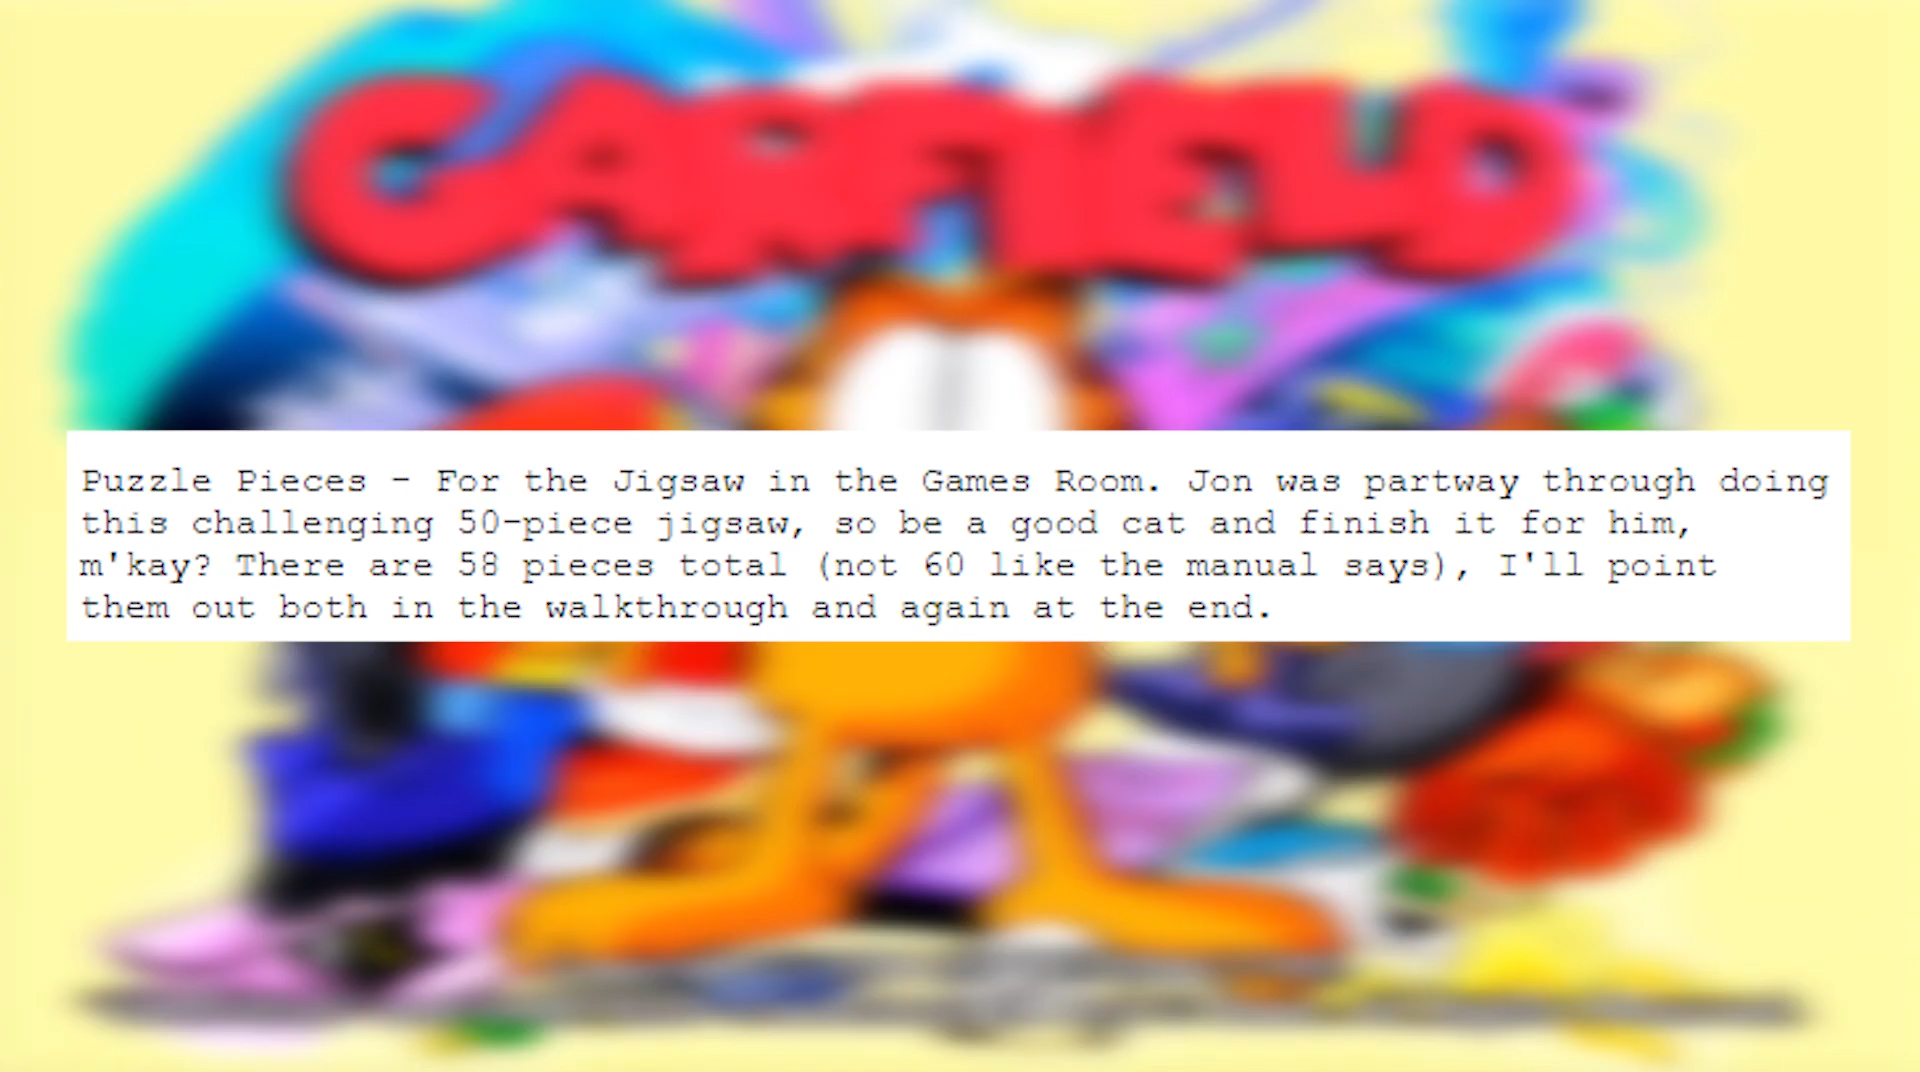 GARFIELD
Puzzle Pieces - For the Jigsaw in the Games Room. Jon was partway through doing
this challenging 50-piece jigsaw, so be a good cat and finish it for him,
m'kay? There are 58 pieces total (not 60 like the manual says), I'll point
them out both in the walkthrough and again at the end.